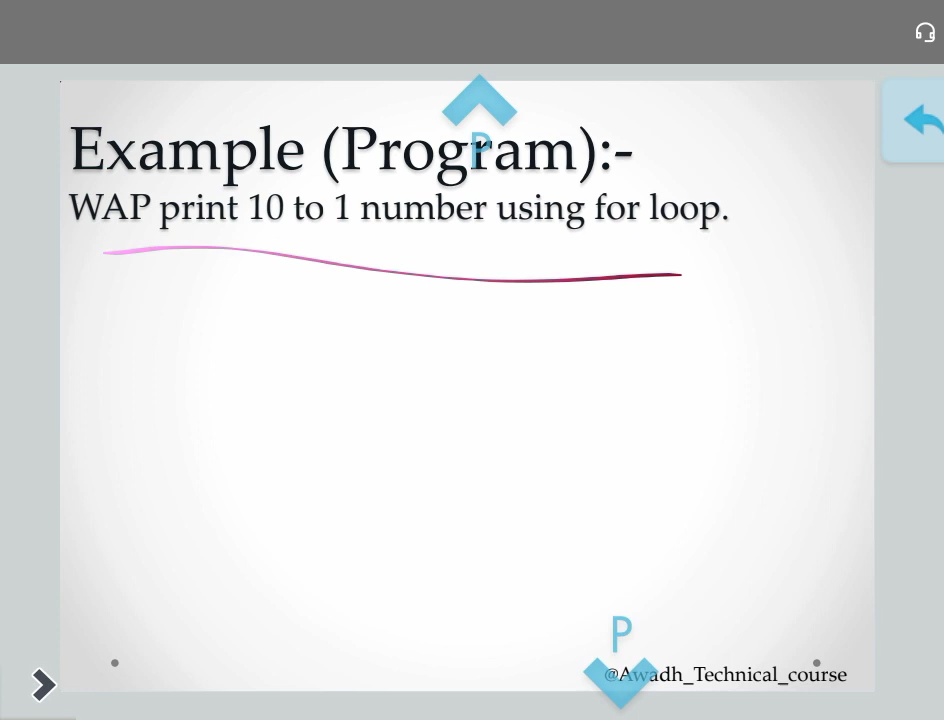 Example (Program):-
P
WAP print 10 to 1 number using for loop.
P
@Awadh_Technical_course